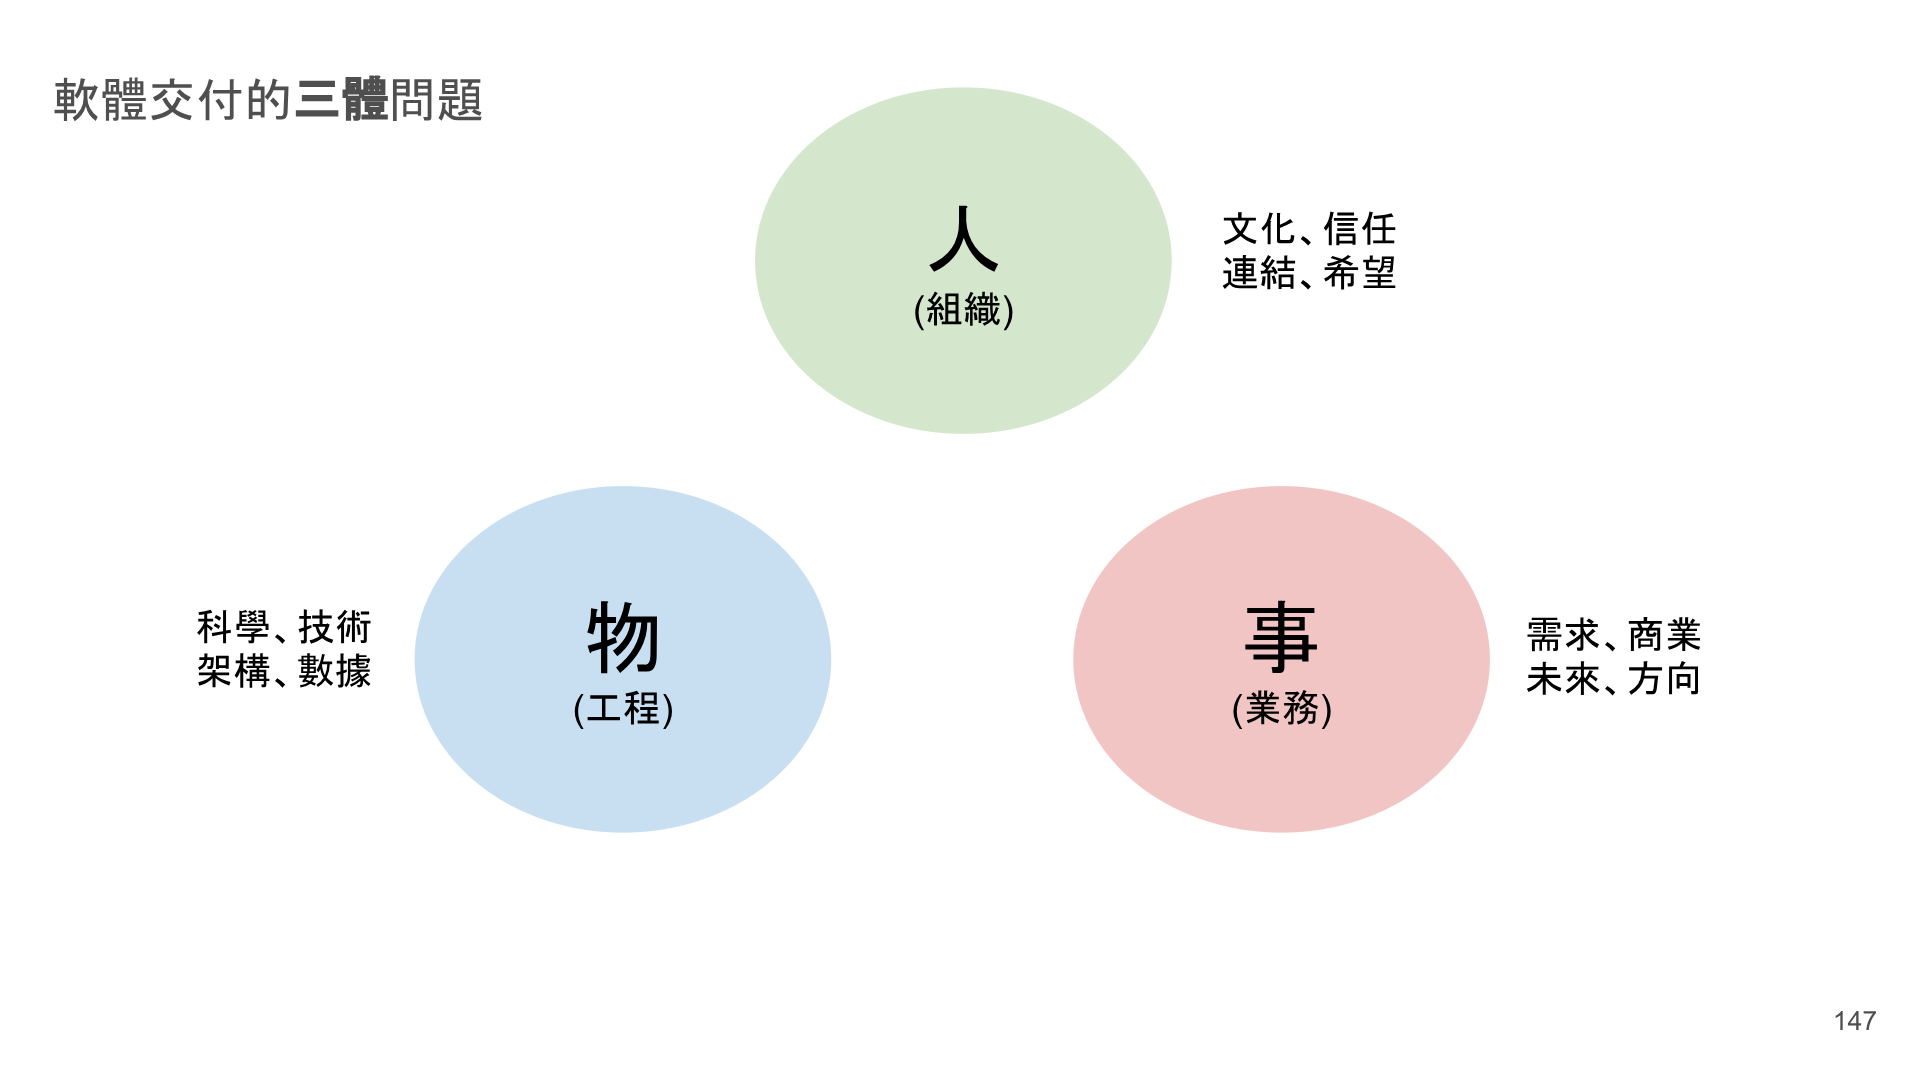 軟體交付的三體問題
人
(組織)
文化、信任
連結、希望
物
(工程)
科學、技術
架構、數據
事
(業務)
需求、商業
未來、方向
147